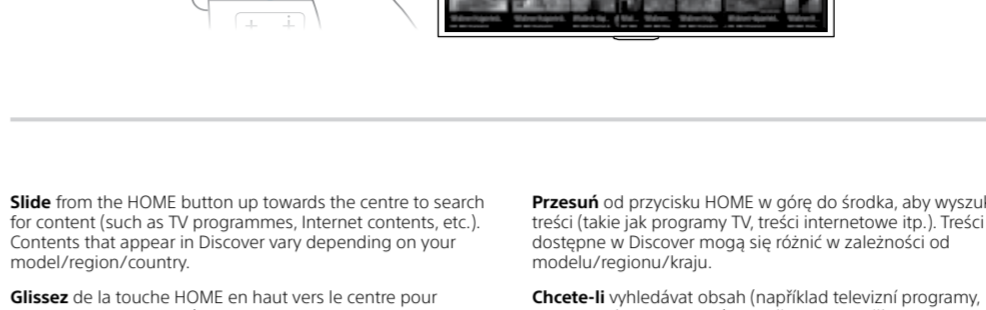 Slide from the HOME button up towards the centre to search
for content (such as TV programmes, Internet contents, etc.).
Contents that appear in Discover vary depending on your
model/region/country.
Glissez de la touche HOME en haut vers le centre pour
Przesuń od przycisku HOME w górę do środka, aby
treści (takie jak programy TV, treści internetowe itp.). Treści
dostępne w Discover mogą się różnić w zależności od
modelu/regionu/kraju.
Chcete-li vyhledávat obsah (například televizní programy,